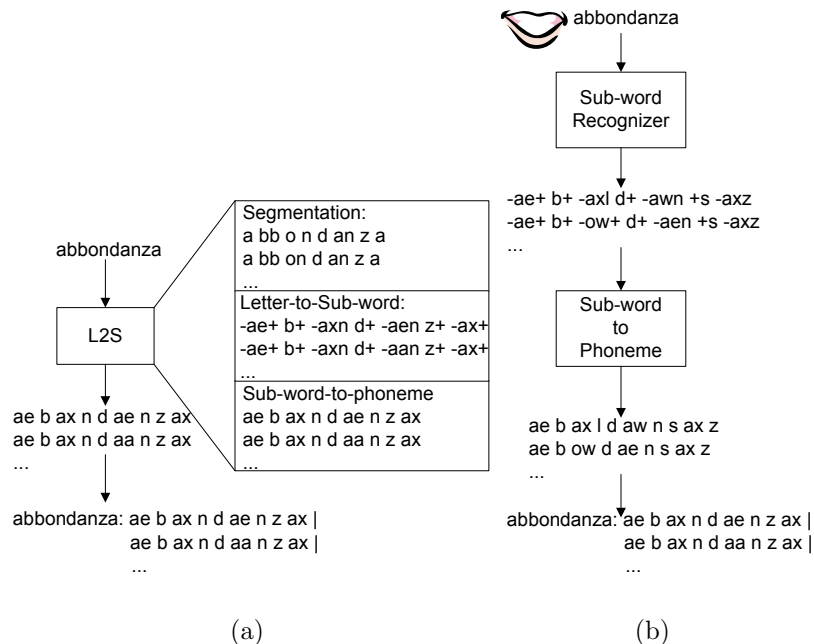 abbondanza
L2S
ae b ax n d ae n z ax
ae b ax n d aa n z ax
...
abbondanza: ae b ax n d ae n z ax |
ae b ax n d aa n z ax |
...
Segmentation:
a bb o n d an z a
a bb on d an z a
...
Letter-to-Sub-word:
-ae+ b+ -axn d+ -aen z+ -ax+
-ae+ b+ -axn d+ -aan z+ -ax+
...
Sub-word-to-phoneme
ae b ax n d ae n z ax
ae b ax n d aa n z ax
...
(a)
abbondanza
Sub-word
Recognizer
-ae+ b+ -axl d+ -awn +s -axz
-ae+ b+ -ow+ d+ -aen +s -axz
...
Sub-word
to
Phoneme
ae b ax l d aw n s ax z
ae b ow d ae n s ax z
...
abbondanza: ae b ax n d ae n z ax |
ae b ax n d aa n z ax |
...
(b)